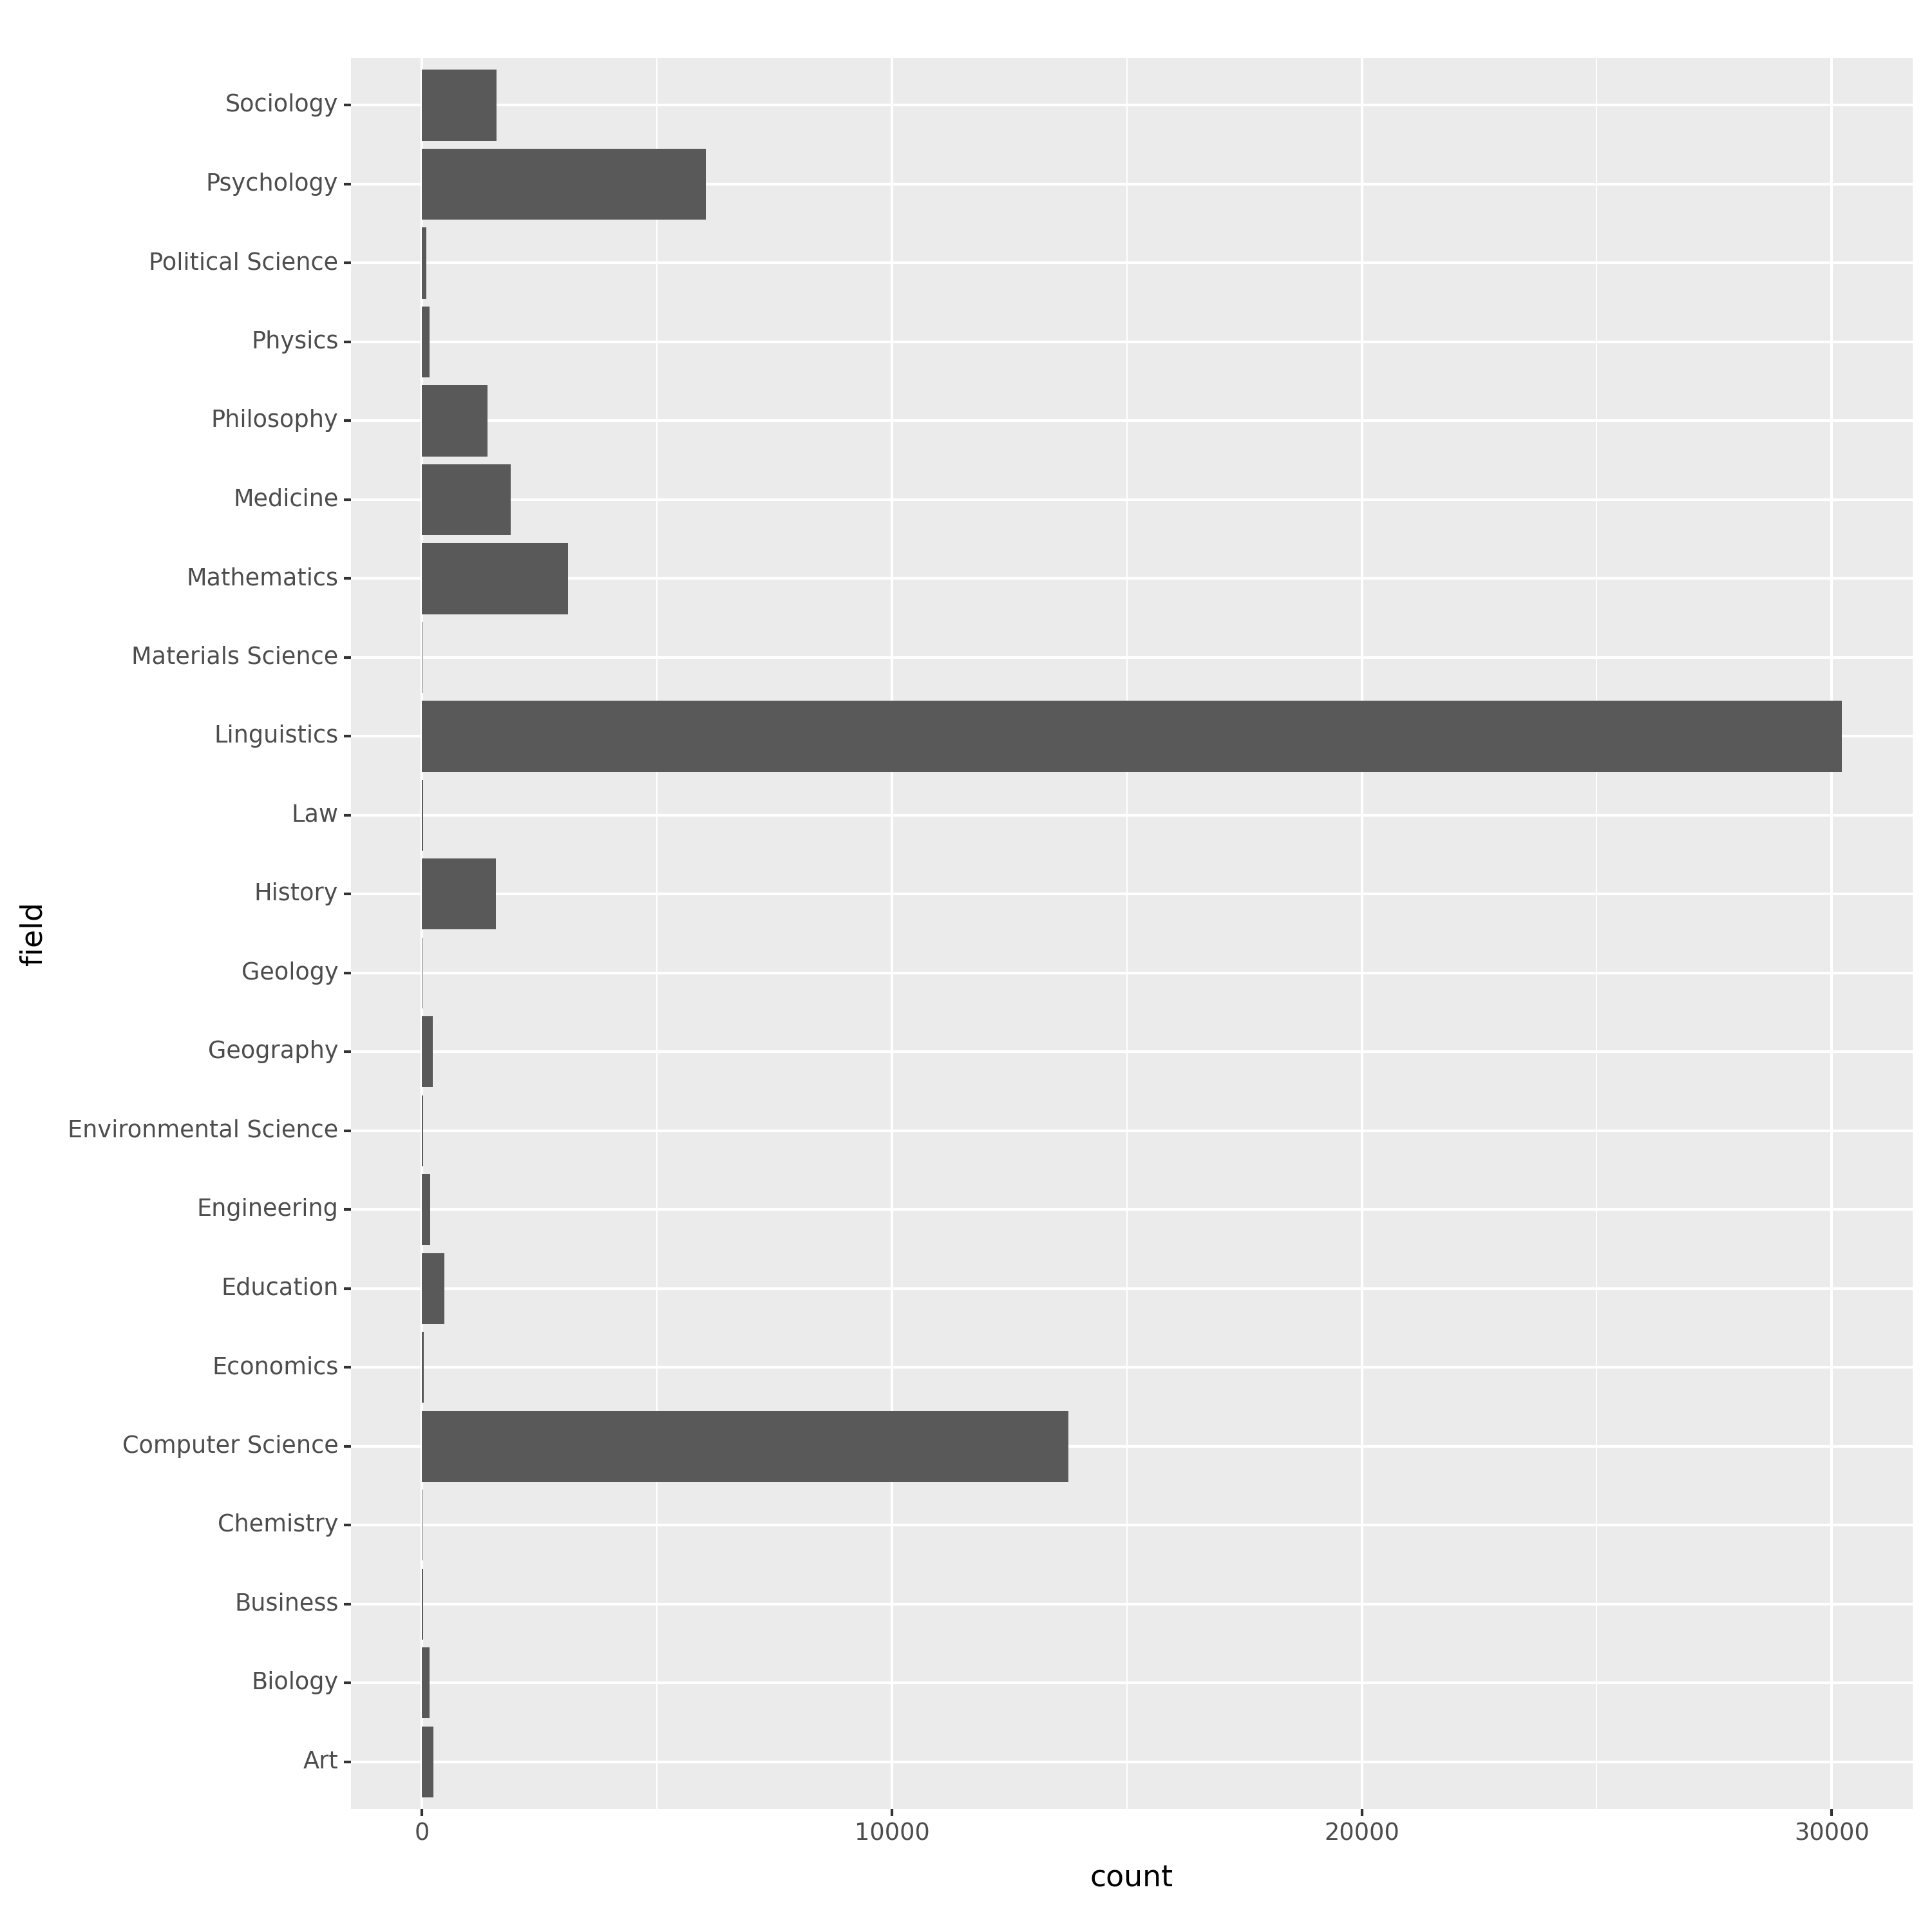 Sociology
Psychology
Political Science
Physics
Philosophy
Medicine
Mathematics
Materials Science
Linguistics
Law
History
Geology
Geography
Environmental Science
Engineering
Education
Economics
Computer Science
Chemistry
Business
Biology
Art
field
0 10000 20000 30000
count